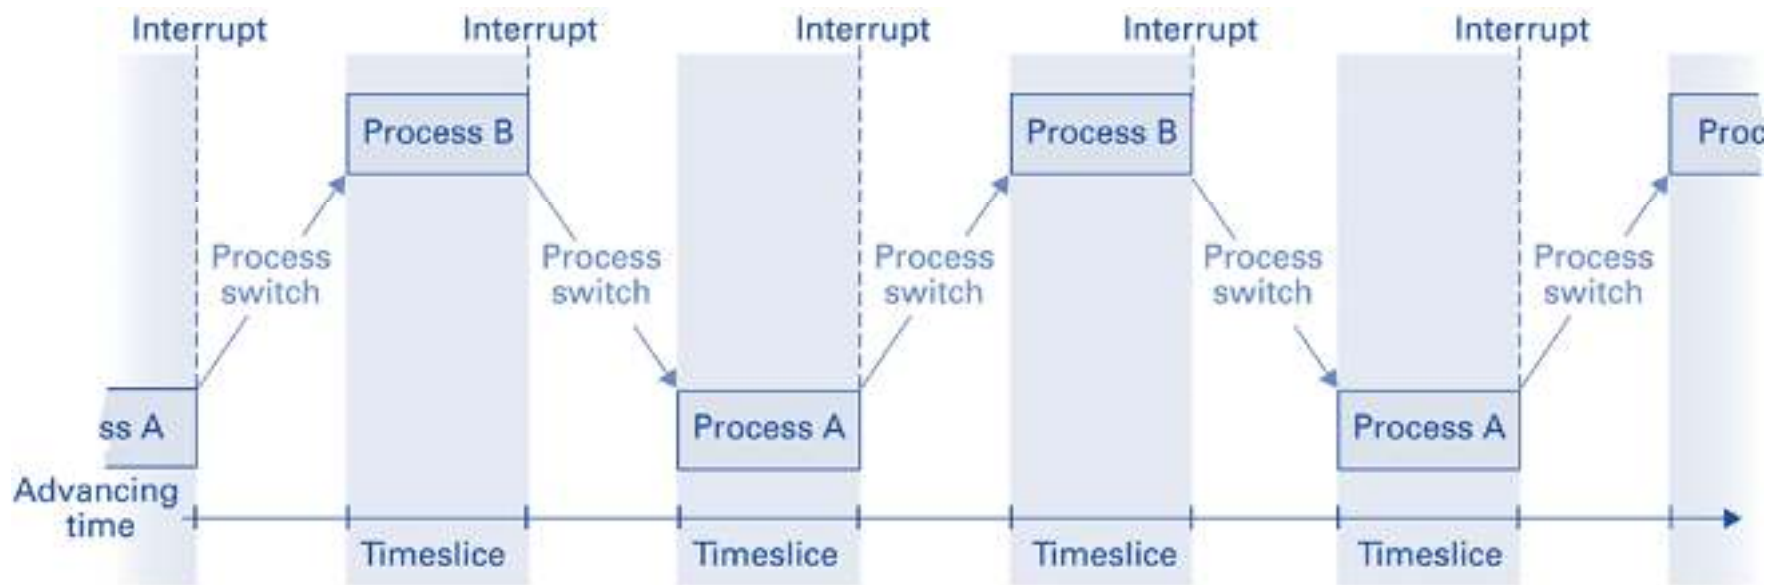 Interrupt Interrupt Interrupt Interrupt Interrupt
Process B Process B Proc
Process Process Process Process Process
switch switch switch switch switch
ss A Process A Process A
Advancing
time
Timeslice Timeslice Timeslice Timeslice